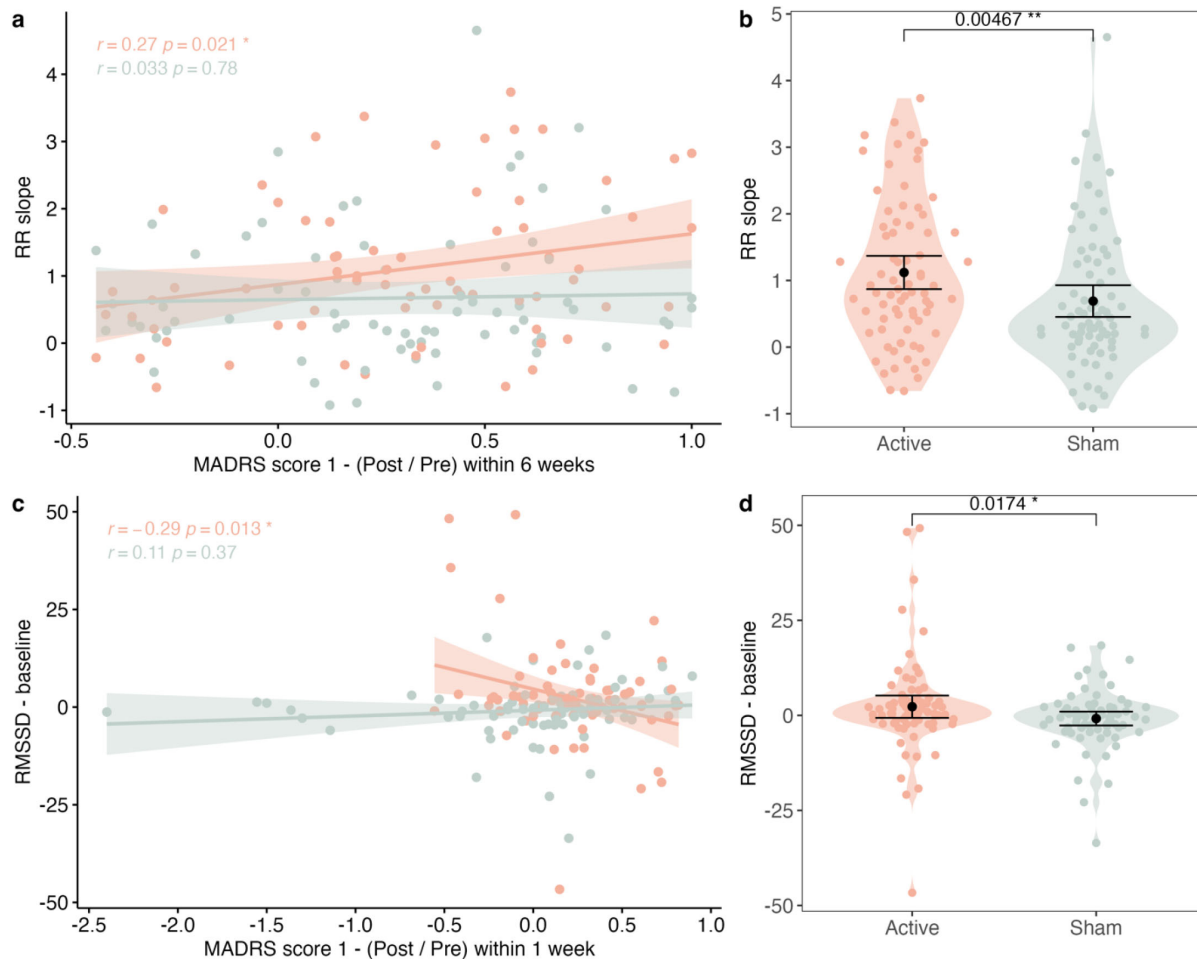 a
r = 0.27 p = 0.021 *
r = 0.033 p = 0.78
RR slope
4
3
2
1
0
-1
-0.5 0.0 0.5 1.0
MADRS score 1 - (Post / Pre) within 6 weeks
b
0.00467 **
RR slope
5
4
3
2
1
0
-1
Active Sham
c
r = −0.29 p = 0.013 *
r = 0.11 p = 0.37
RMSSD - baseline
50
25
0
-25
-50
-2.5 -2.0 -1.5 -1.0 -0.5 0.0 0.5 1.0
MADRS score 1 - (Post / Pre) within 1 week
d
0.0174 *
RMSSD - baseline
50
25
0
-25
-50
Active Sham